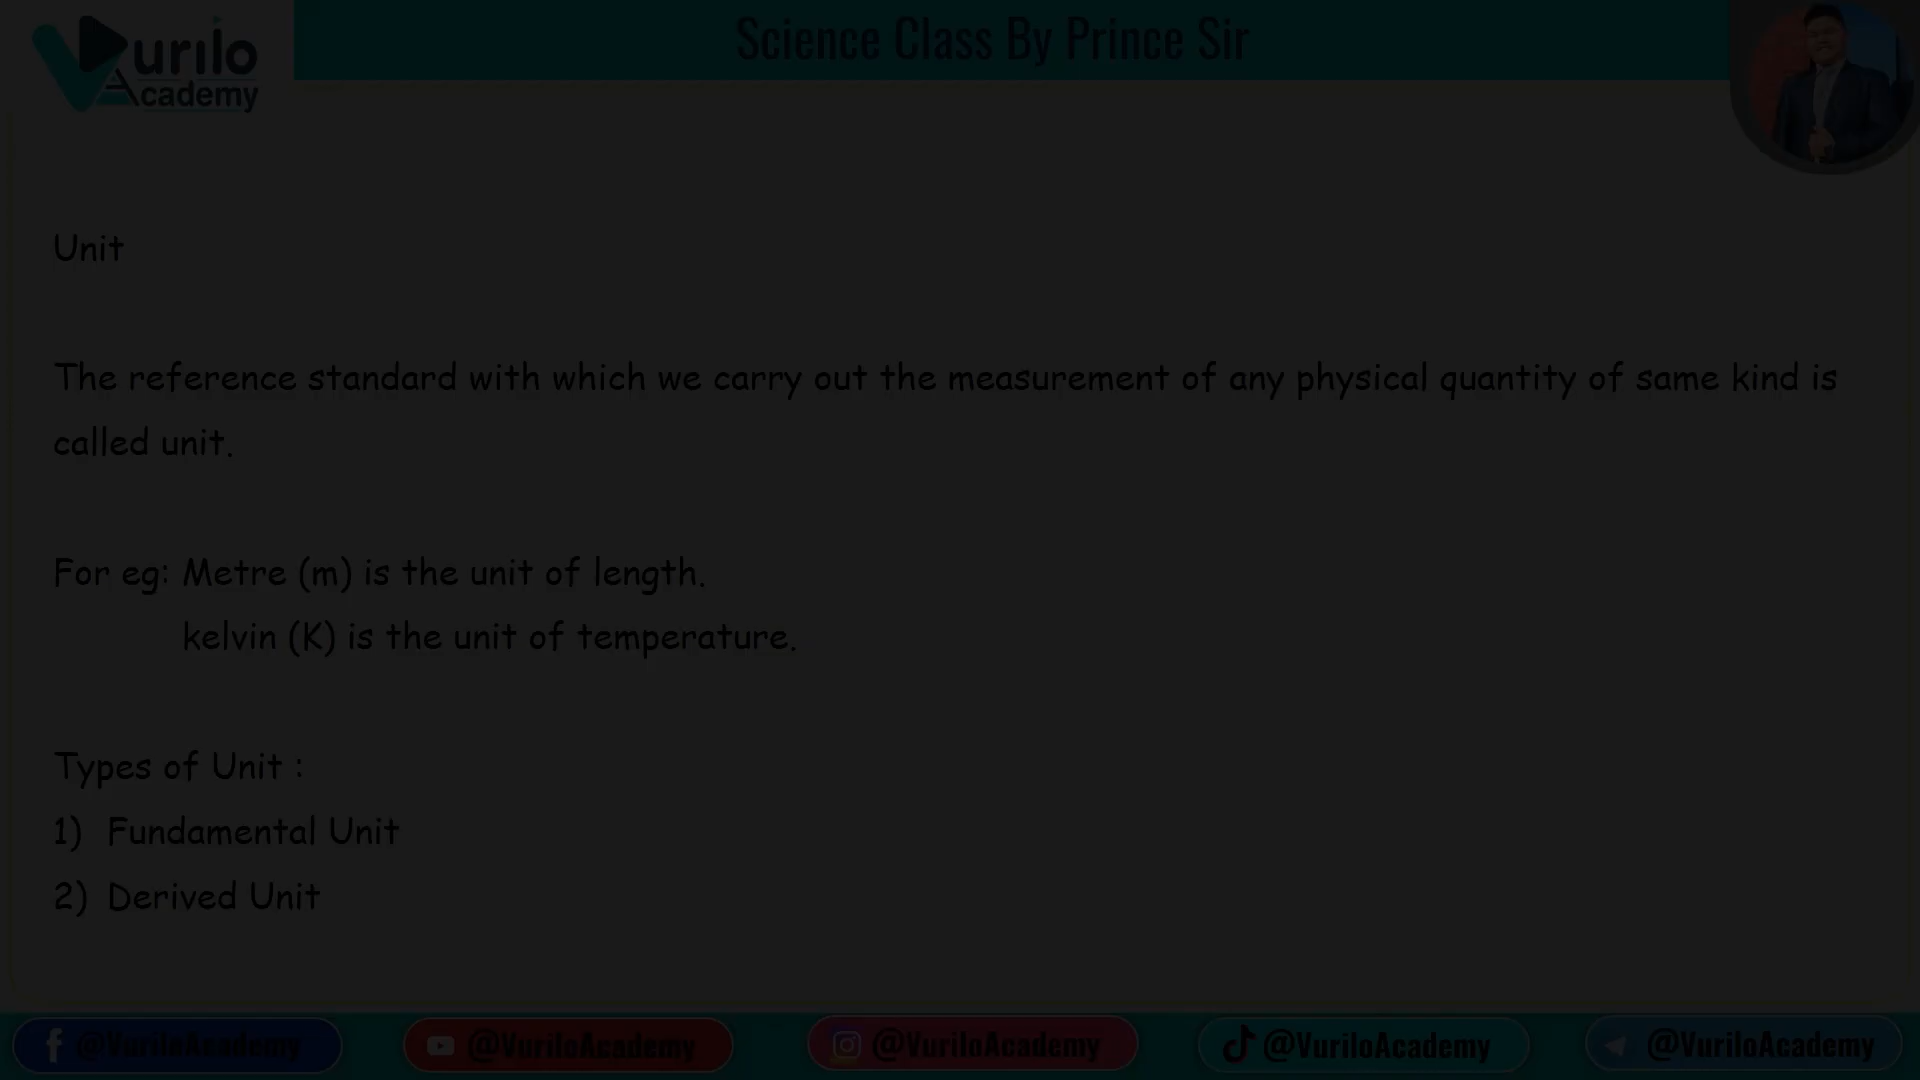 Vurilo
Academy
Science Class By Prince Sir
Unit
The reference standard with which we carry out the measurement of any physical quantity of same kind is
called unit.
For eg: Metre (m) is the unit of length.
kelvin (K) is the unit of temperature.
Types of Unit :
1) Fundamental Unit
2) Derived Unit
@VuriloAcademy
@VuriloAcademy
@VuriloAcademy
@VuriloAcademy
@VuriloAcademy